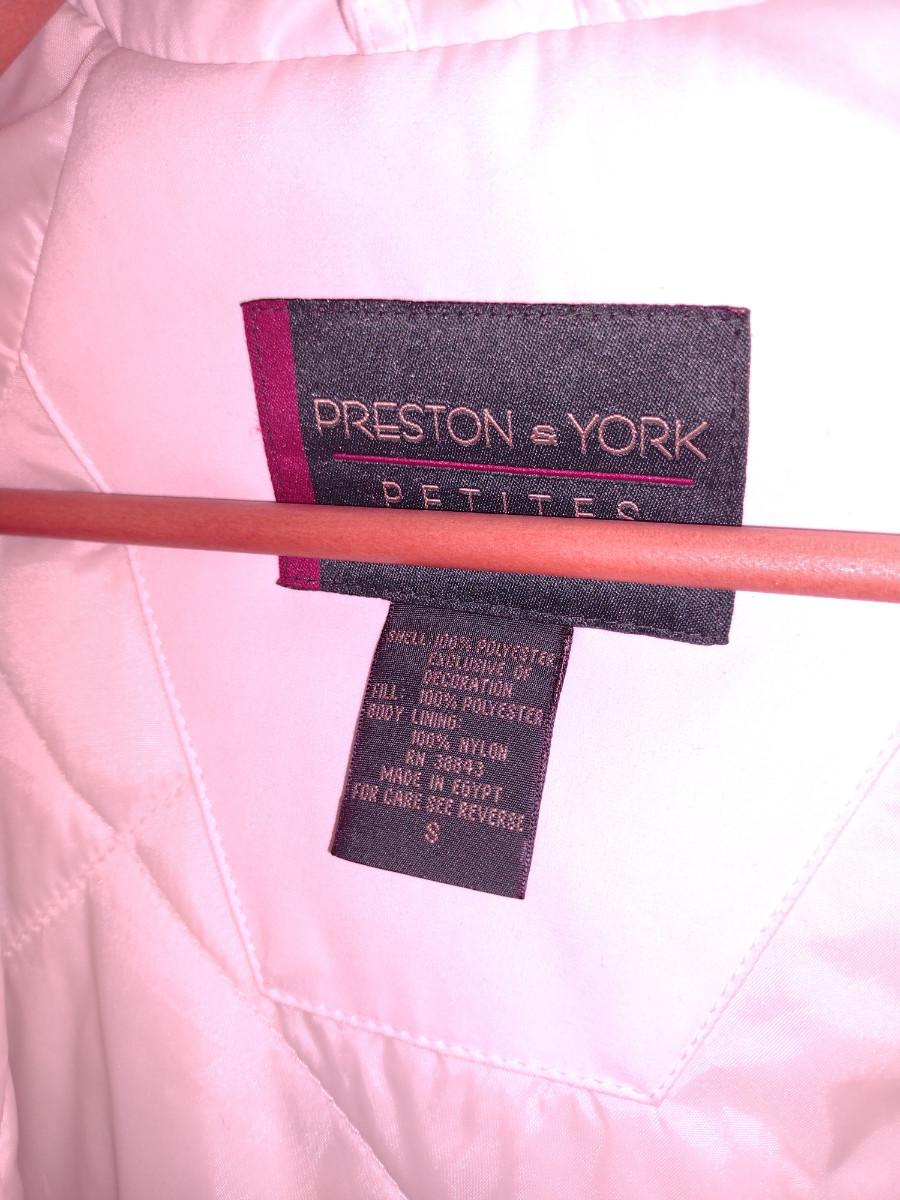 PRESTON & YORK
PETITES
SHELL: 100% POLYESTER
EXCLUSIVE OF
DECORATION
FILL: 100% POLYESTER
BODY LINING:
100% NYLON
RN 38843
MADE IN EGYPT
FOR CARE SEE REVERSE
S